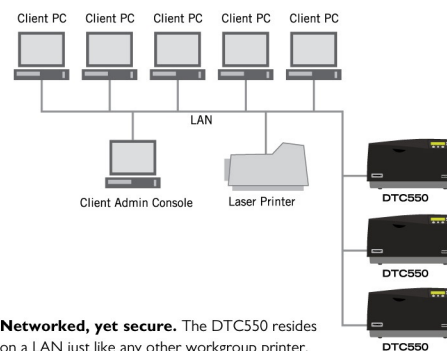 Client PC Client PC Client PC Client PC Client PC
LAN
Client Admin Console Laser Printer
DTC550
DTC550
DTC550
Networked, yet secure. The DTC550 resides
on a LAN just like any other workgroup printer.